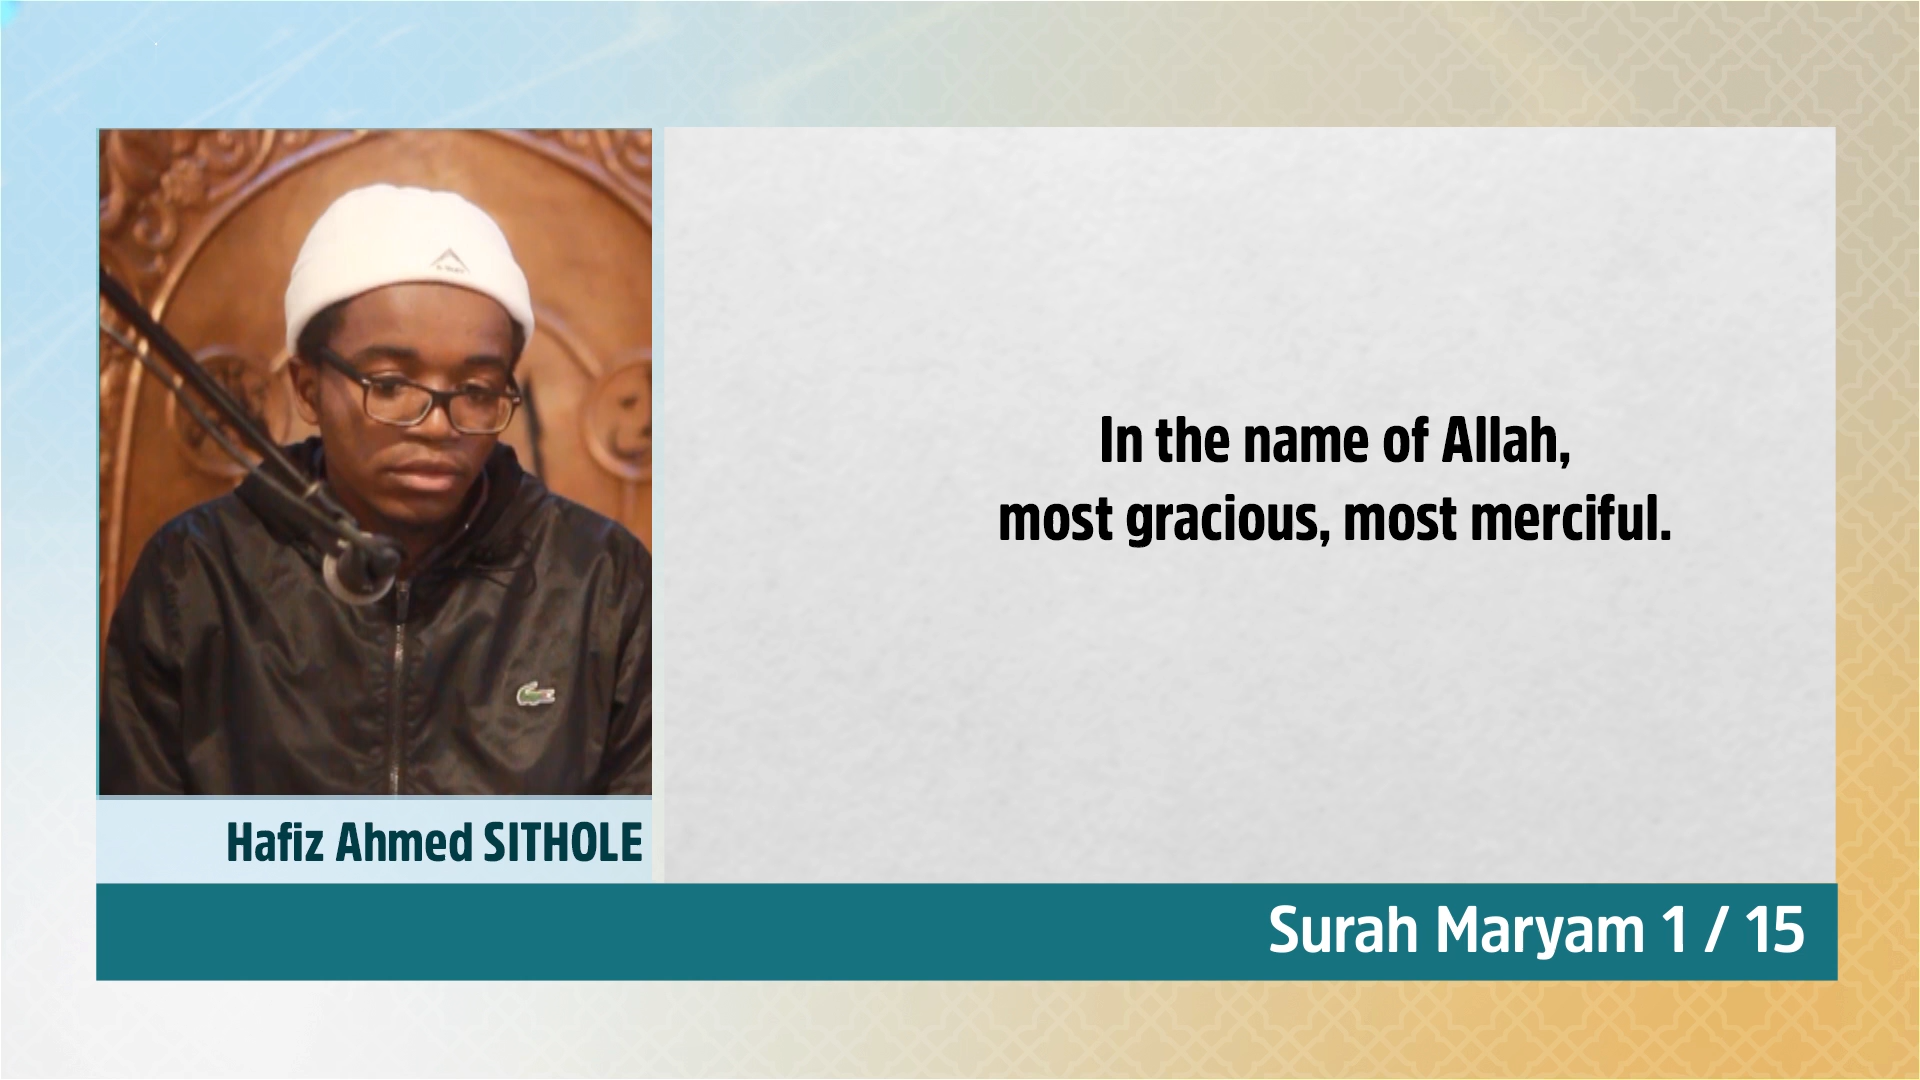 In the name of Allah,
most gracious, most merciful.
Hafiz Ahmed SITHOLE
Surah Maryam 1 / 15